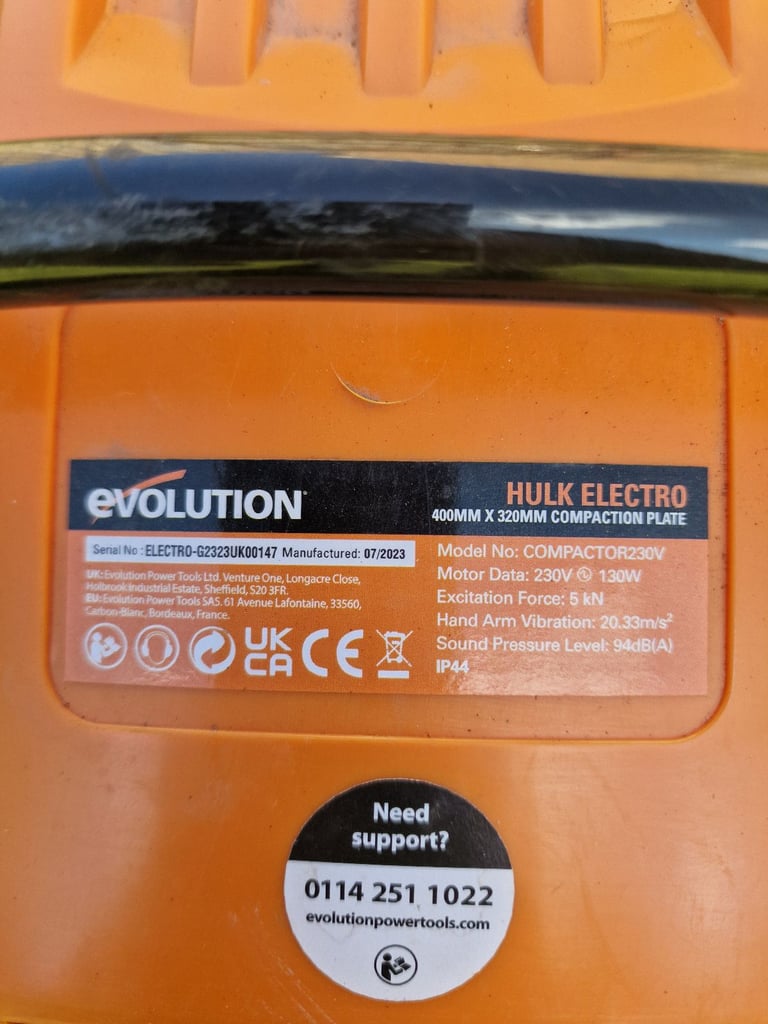 evOLUTION
HULK ELECTRO
400MM X 320MM COMPACTION PLATE
Serial No : ELECTRO-G2323UK00147 Manufactured: 07/2023
UK: Evolution Power Tools Ltd. Venture One, Longacre Close,
Holbrook Industrial Estate, Sheffield, S20 3FR.
EU: Evolution Power Tools SAS. 61 Avenue Lafontaine, 33560,
Carbon-Blanc, Bordeaux, France.
UK
CA
CE
Model No: COMPACTOR230V
Motor Data: 230V 130W
Excitation Force: 5 kN
Hand Arm Vibration: 20.33m/s²
Sound Pressure Level: 94dB(A)
IP44
Need
support?
0114 251 1022
evolutionpowertools.com